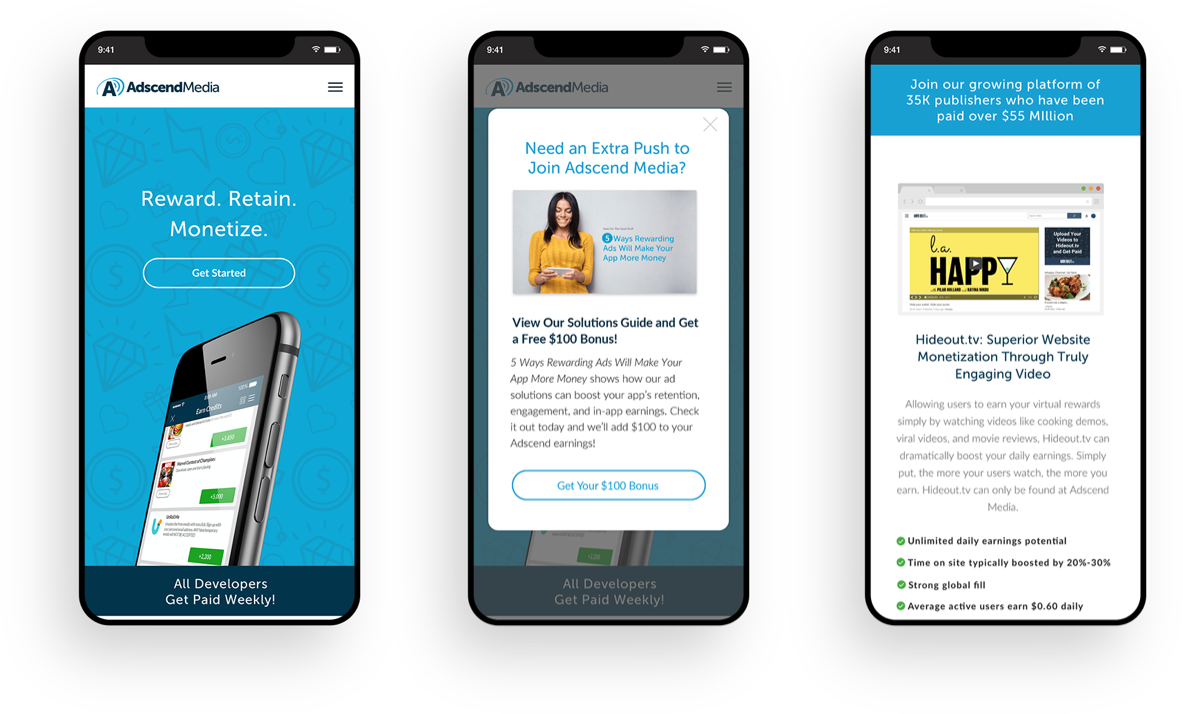 9:41
AdscendMedia
Reward. Retain.
Monetize.
Get Started
100%
Earn Credits
+3,850
Marvel Contest of Champions
Download, open and start playing
+5,000
UnRoll.Me
+2,200
All Developers
Get Paid Weekly!
9:41
AdscendMedia
Need an Extra Push to
Join Adscend Media?
5 Ways Rewarding
Ads Will Make Your
App More Money
View Our Solutions Guide and Get
a Free $100 Bonus!
5 Ways Rewarding Ads Will Make Your
App More Money shows how our ad
solutions can boost your app’s retention,
engagement, and in-app earnings. Check
it out today and we’ll add $100 to your
Adscend earnings!
Get Your $100 Bonus
All Developers
Get Paid Weekly!
9:41
Join our growing platform of
35K publishers who have been
paid over $55 MIllion
l.a.
HAPPY
Upload Your
Videos to
Hideout.tv
and Get Paid
Hideout.tv: Superior Website
Monetization Through Truly
Engaging Video
Allowing users to earn your virtual rewards
simply by watching videos like cooking demos,
viral videos, and movie reviews, Hideout.tv can
dramatically boost your daily earnings. Simply
put, the more your users watch, the more you
earn. Hideout.tv can only be found at Adscend
Media.
Unlimited daily earnings potential
Time on site typically boosted by 20%-30%
Strong global fill
Average active users earn $0.60 daily